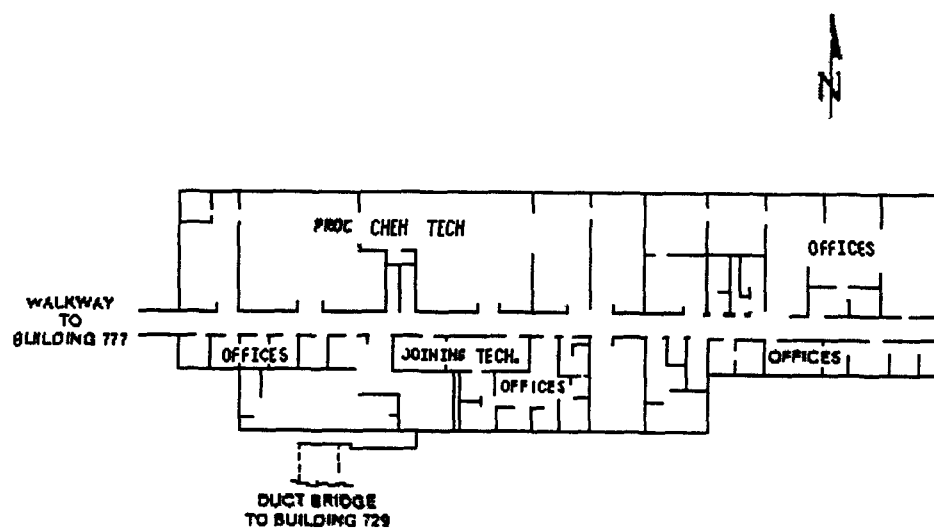 N
PROC CHEM TECH
OFFICES
WALKWAY
TO
BUILDING 777
OFFICES
JOINING TECH.
OFFICES
OFFICES
DUCT BRIDGE
TO BUILDING 729